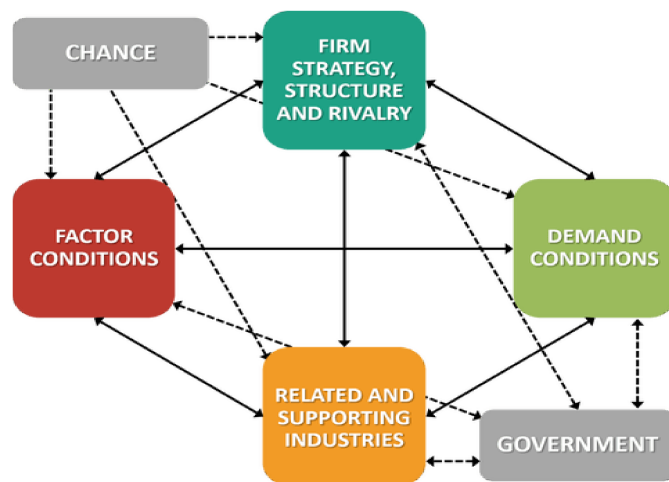 CHANCE
FIRM
STRATEGY,
STRUCTURE
AND RIVALRY
FACTOR
CONDITIONS
DEMAND
CONDITIONS
RELATED AND
SUPPORTING
INDUSTRIES
GOVERNMENT